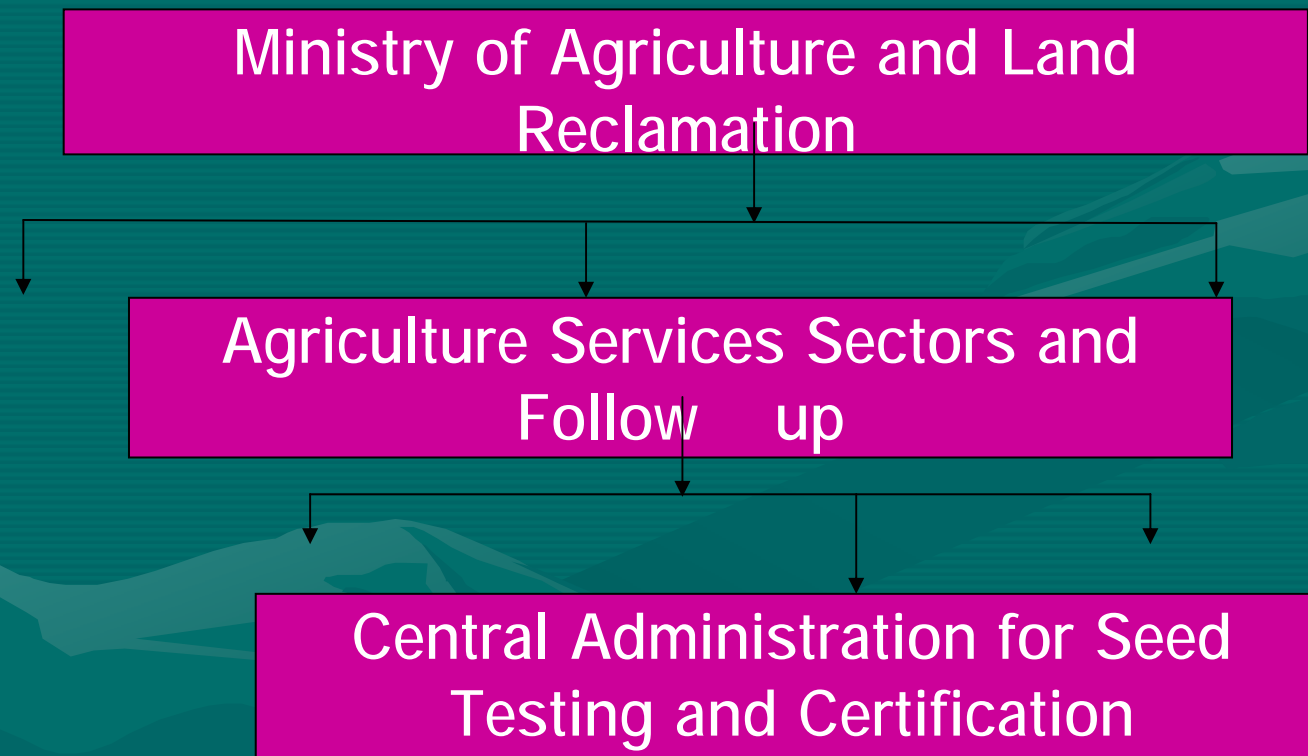 Ministry of Agriculture and Land
Reclamation
Agriculture Services Sectors and
Follow up
Central Administration for Seed
Testing and Certification